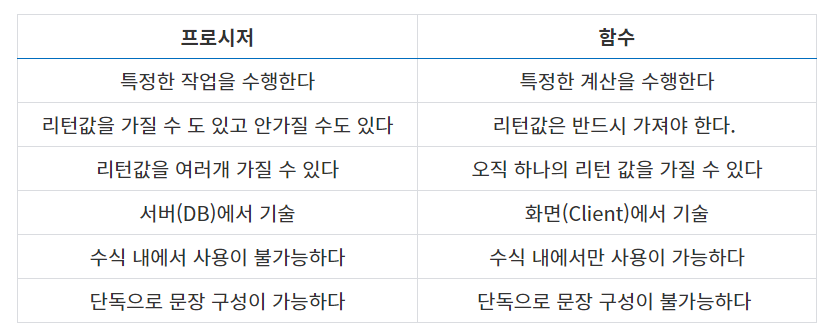 프로시저 함수
특정한 작업을 수행한다 특정한 계산을 수행한다
리턴값을 가질 수 도 있고 안가질 수도 있다 리턴값은 반드시 가져야 한다.
리턴값을 여러개 가질 수 있다 오직 하나의 리턴 값을 가질 수 있다
서버(DB)에서 기술 화면(Client)에서 기술
수식 내에서 사용이 불가능하다 수식 내에서만 사용이 가능하다
단독으로 문장 구성이 가능하다 단독으로 문장 구성이 불가능하다